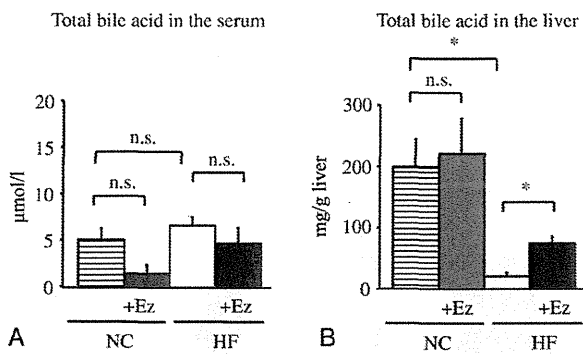 Total bile acid in the serum
20
15
10
5
0
µmol/l
n.s.
n.s.
n.s.
+Ez
+Ez
NC
HF
A
Total bile acid in the liver
300
200
100
0
mg/g liver
*
n.s.
*
+Ez
+Ez
NC
HF
B